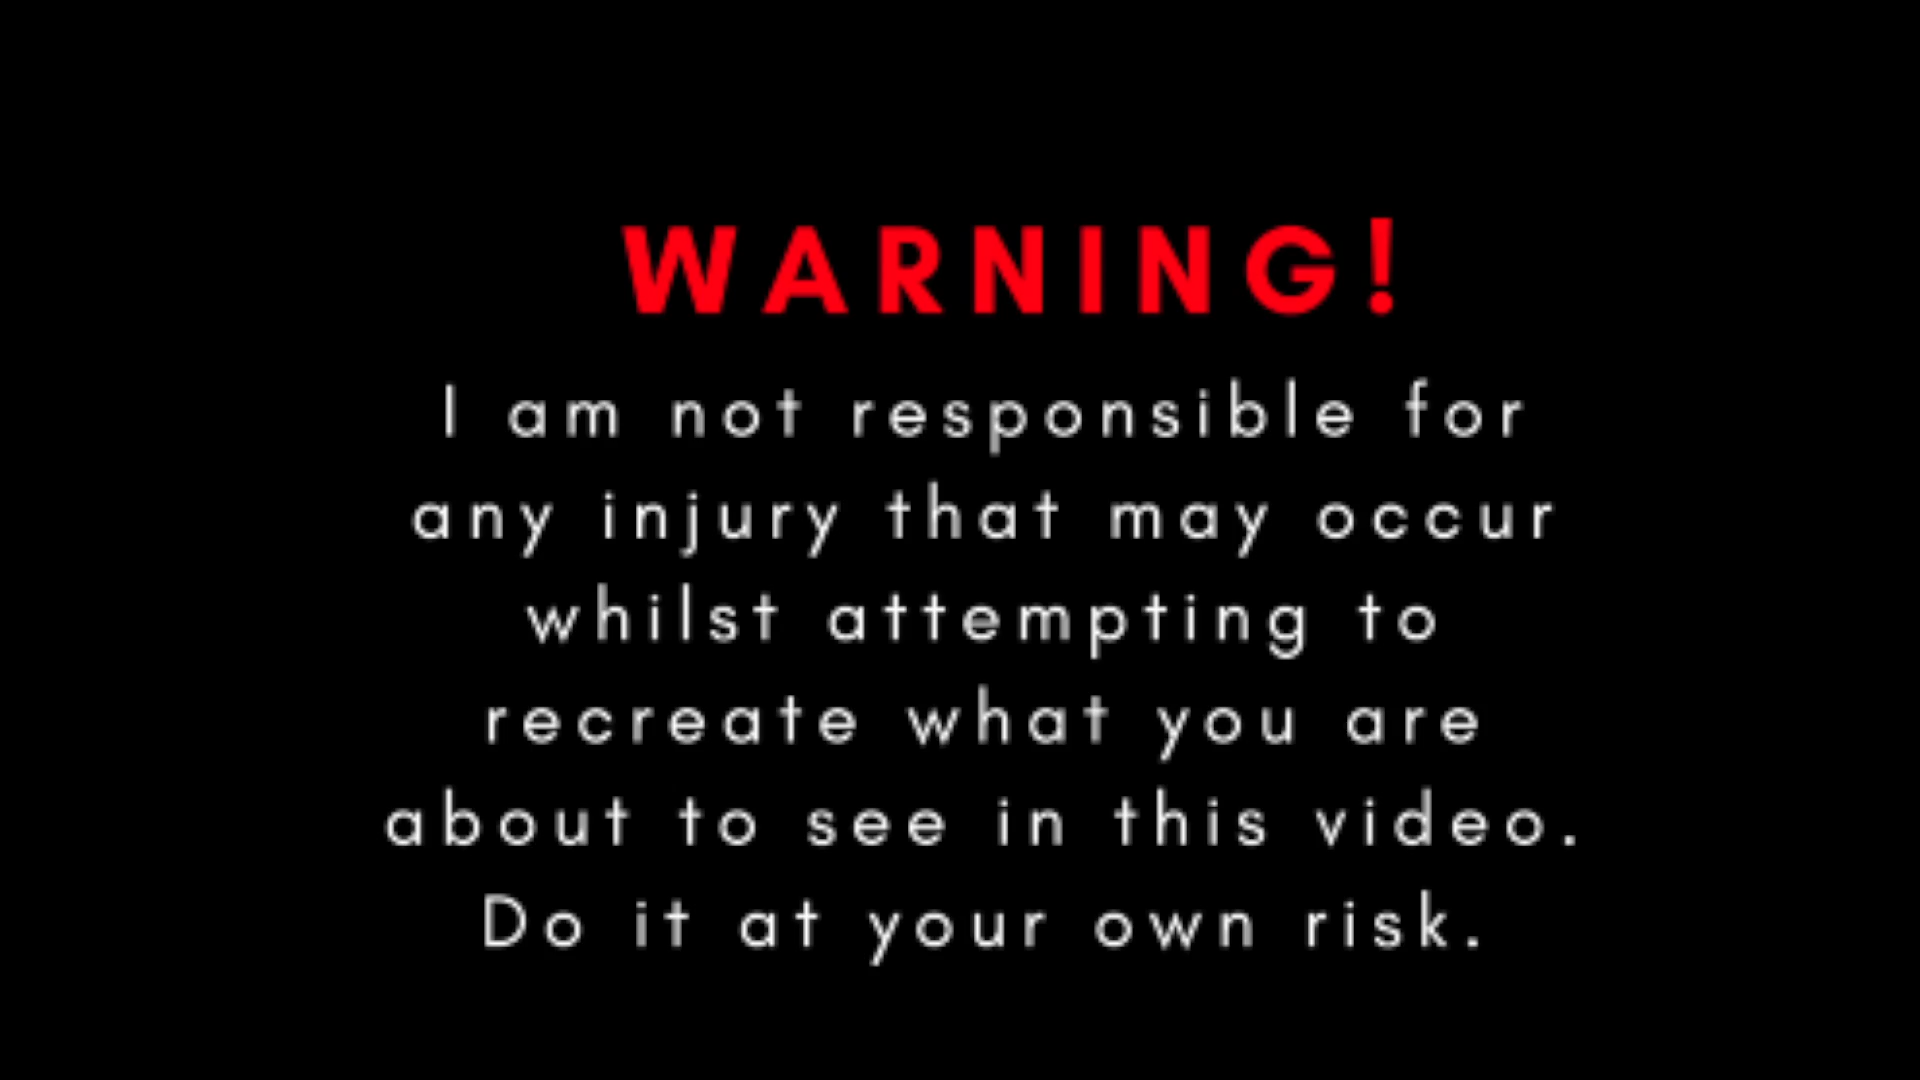 WARNING!
I am not responsible for
any injury that may occur
whilst attempting to
recreate what you are
about to see in this video.
Do it at your own risk.